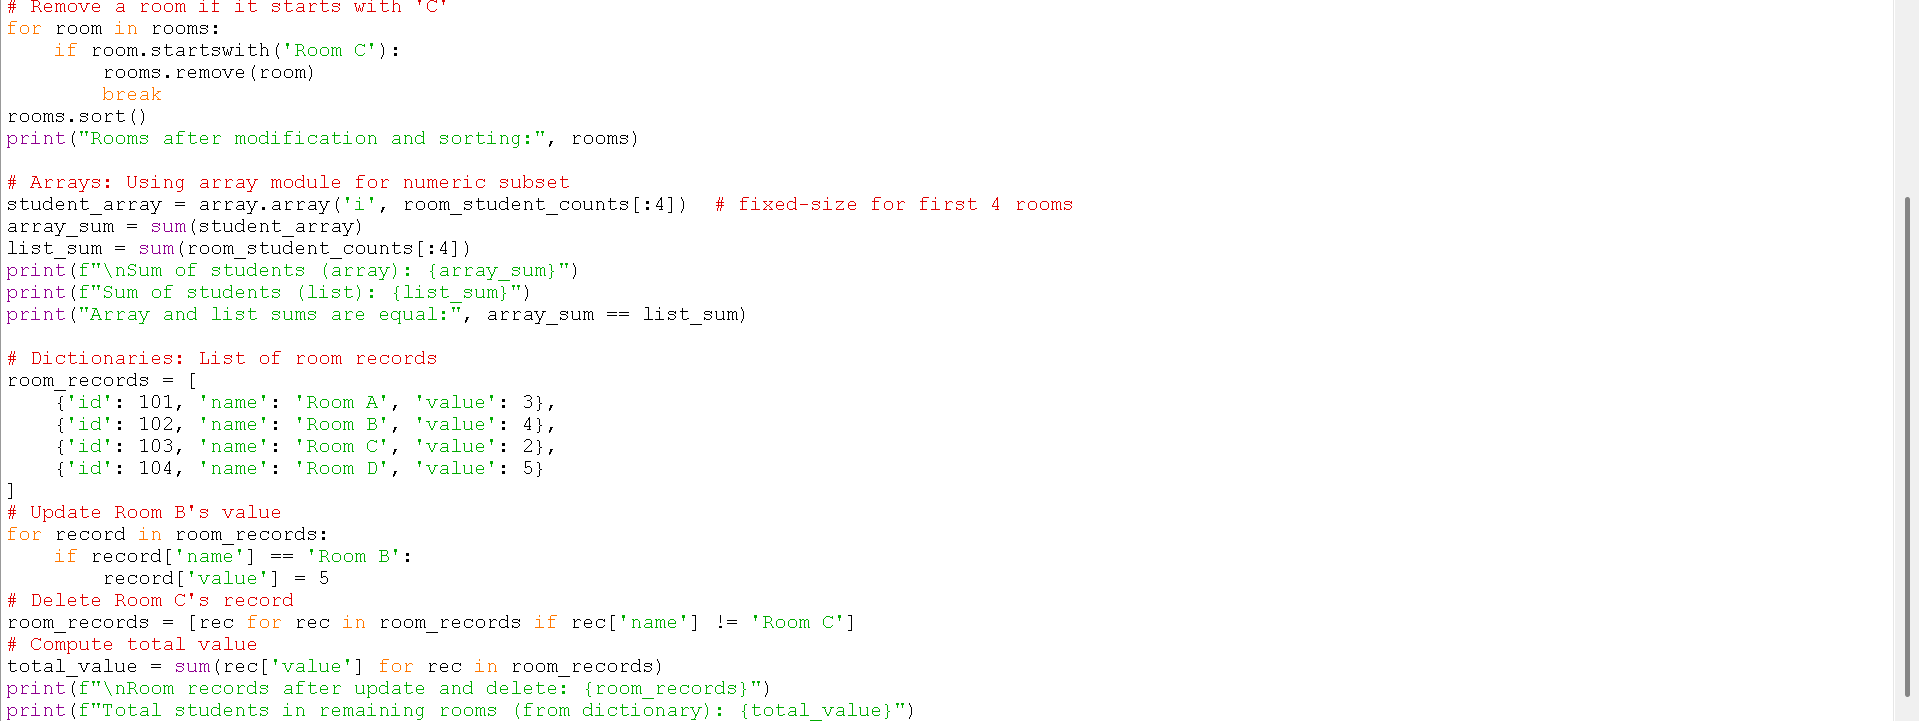 # Remove a room if it starts with 'C'
for room in rooms:
    if room.startswith('Room C'):
        rooms.remove(room)
        break
rooms.sort()
print("Rooms after modification and sorting:", rooms)

# Arrays: Using array module for numeric subset
student_array = array.array('i', room_student_counts[:4])  # fixed-size for first 4 rooms
array_sum = sum(student_array)
list_sum = sum(room_student_counts[:4])
print(f"\nSum of students (array): {array_sum}")
print(f"Sum of students (list): {list_sum}")
print("Array and list sums are equal:", array_sum == list_sum)

# Dictionaries: List of room records
room_records = [
    {'id': 101, 'name': 'Room A', 'value': 3},
    {'id': 102, 'name': 'Room B', 'value': 4},
    {'id': 103, 'name': 'Room C', 'value': 2},
    {'id': 104, 'name': 'Room D', 'value': 5}
]
# Update Room B's value
for record in room_records:
    if record['name'] == 'Room B':
        record['value'] = 5
# Delete Room C's record
room_records = [rec for rec in room_records if rec['name'] != 'Room C']
# Compute total value
total_value = sum(rec['value'] for rec in room_records)
print(f"\nRoom records after update and delete: {room_records}")
print(f"Total students in remaining rooms (from dictionary): {total_value}")